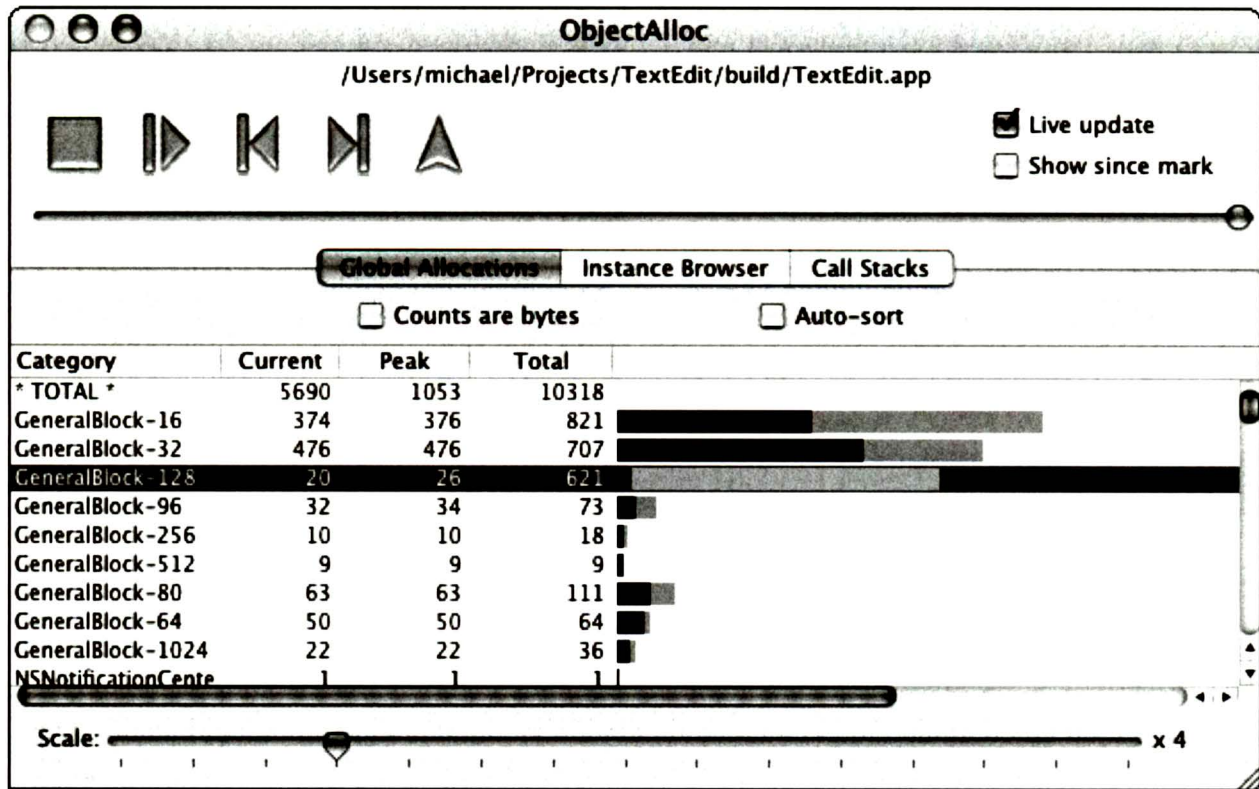 ObjectAlloc
/Users/michael/Projects/TextEdit/build/TextEdit.app
Live update
Show since mark
Global Allocations Instance Browser Call Stacks
Counts are bytes Auto-sort
Category Current Peak Total
* TOTAL * 5690 1053 10318
GeneralBlock-16 374 376 821
GeneralBlock-32 476 476 707
GeneralBlock-128 20 26 621
GeneralBlock-96 32 34 73
GeneralBlock-256 10 10 18
GeneralBlock-512 9 9 9
GeneralBlock-80 63 63 111
GeneralBlock-64 50 50 64
GeneralBlock-1024 22 22 36
NSNotificationCente 1 1 1
Scale: x 4